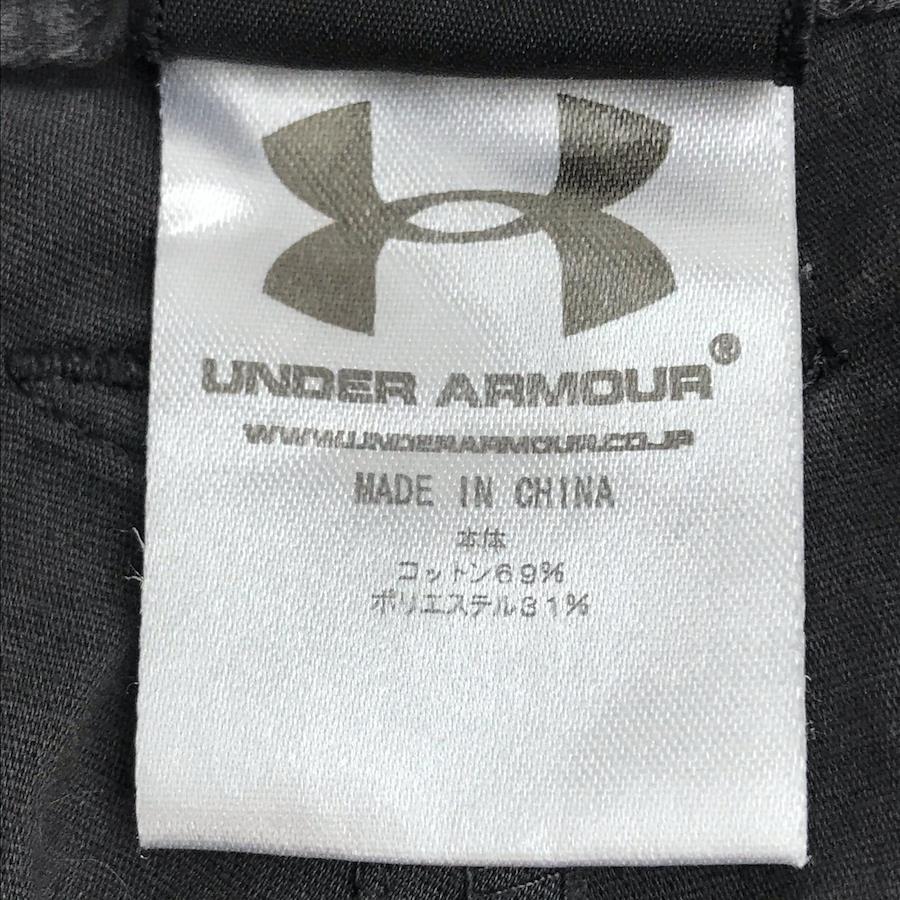 UNDER ARMOUR®
WWW.UNDERARMOUR.CO.JP
MADE IN CHINA
本体
コットン69%
ポリエステル31%